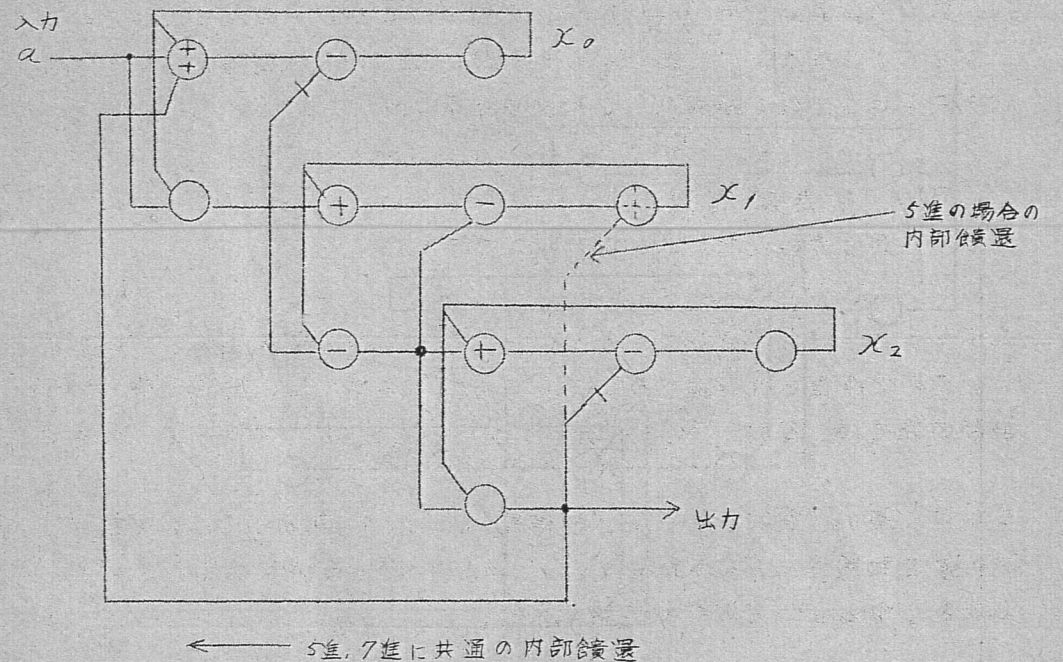 入力
a
x₀
+
+
−
x₁
+
−
+
5進の場合の
内部饋還
−
+
−
x₂
出力
← 5進, 7進に共通の内部饋還